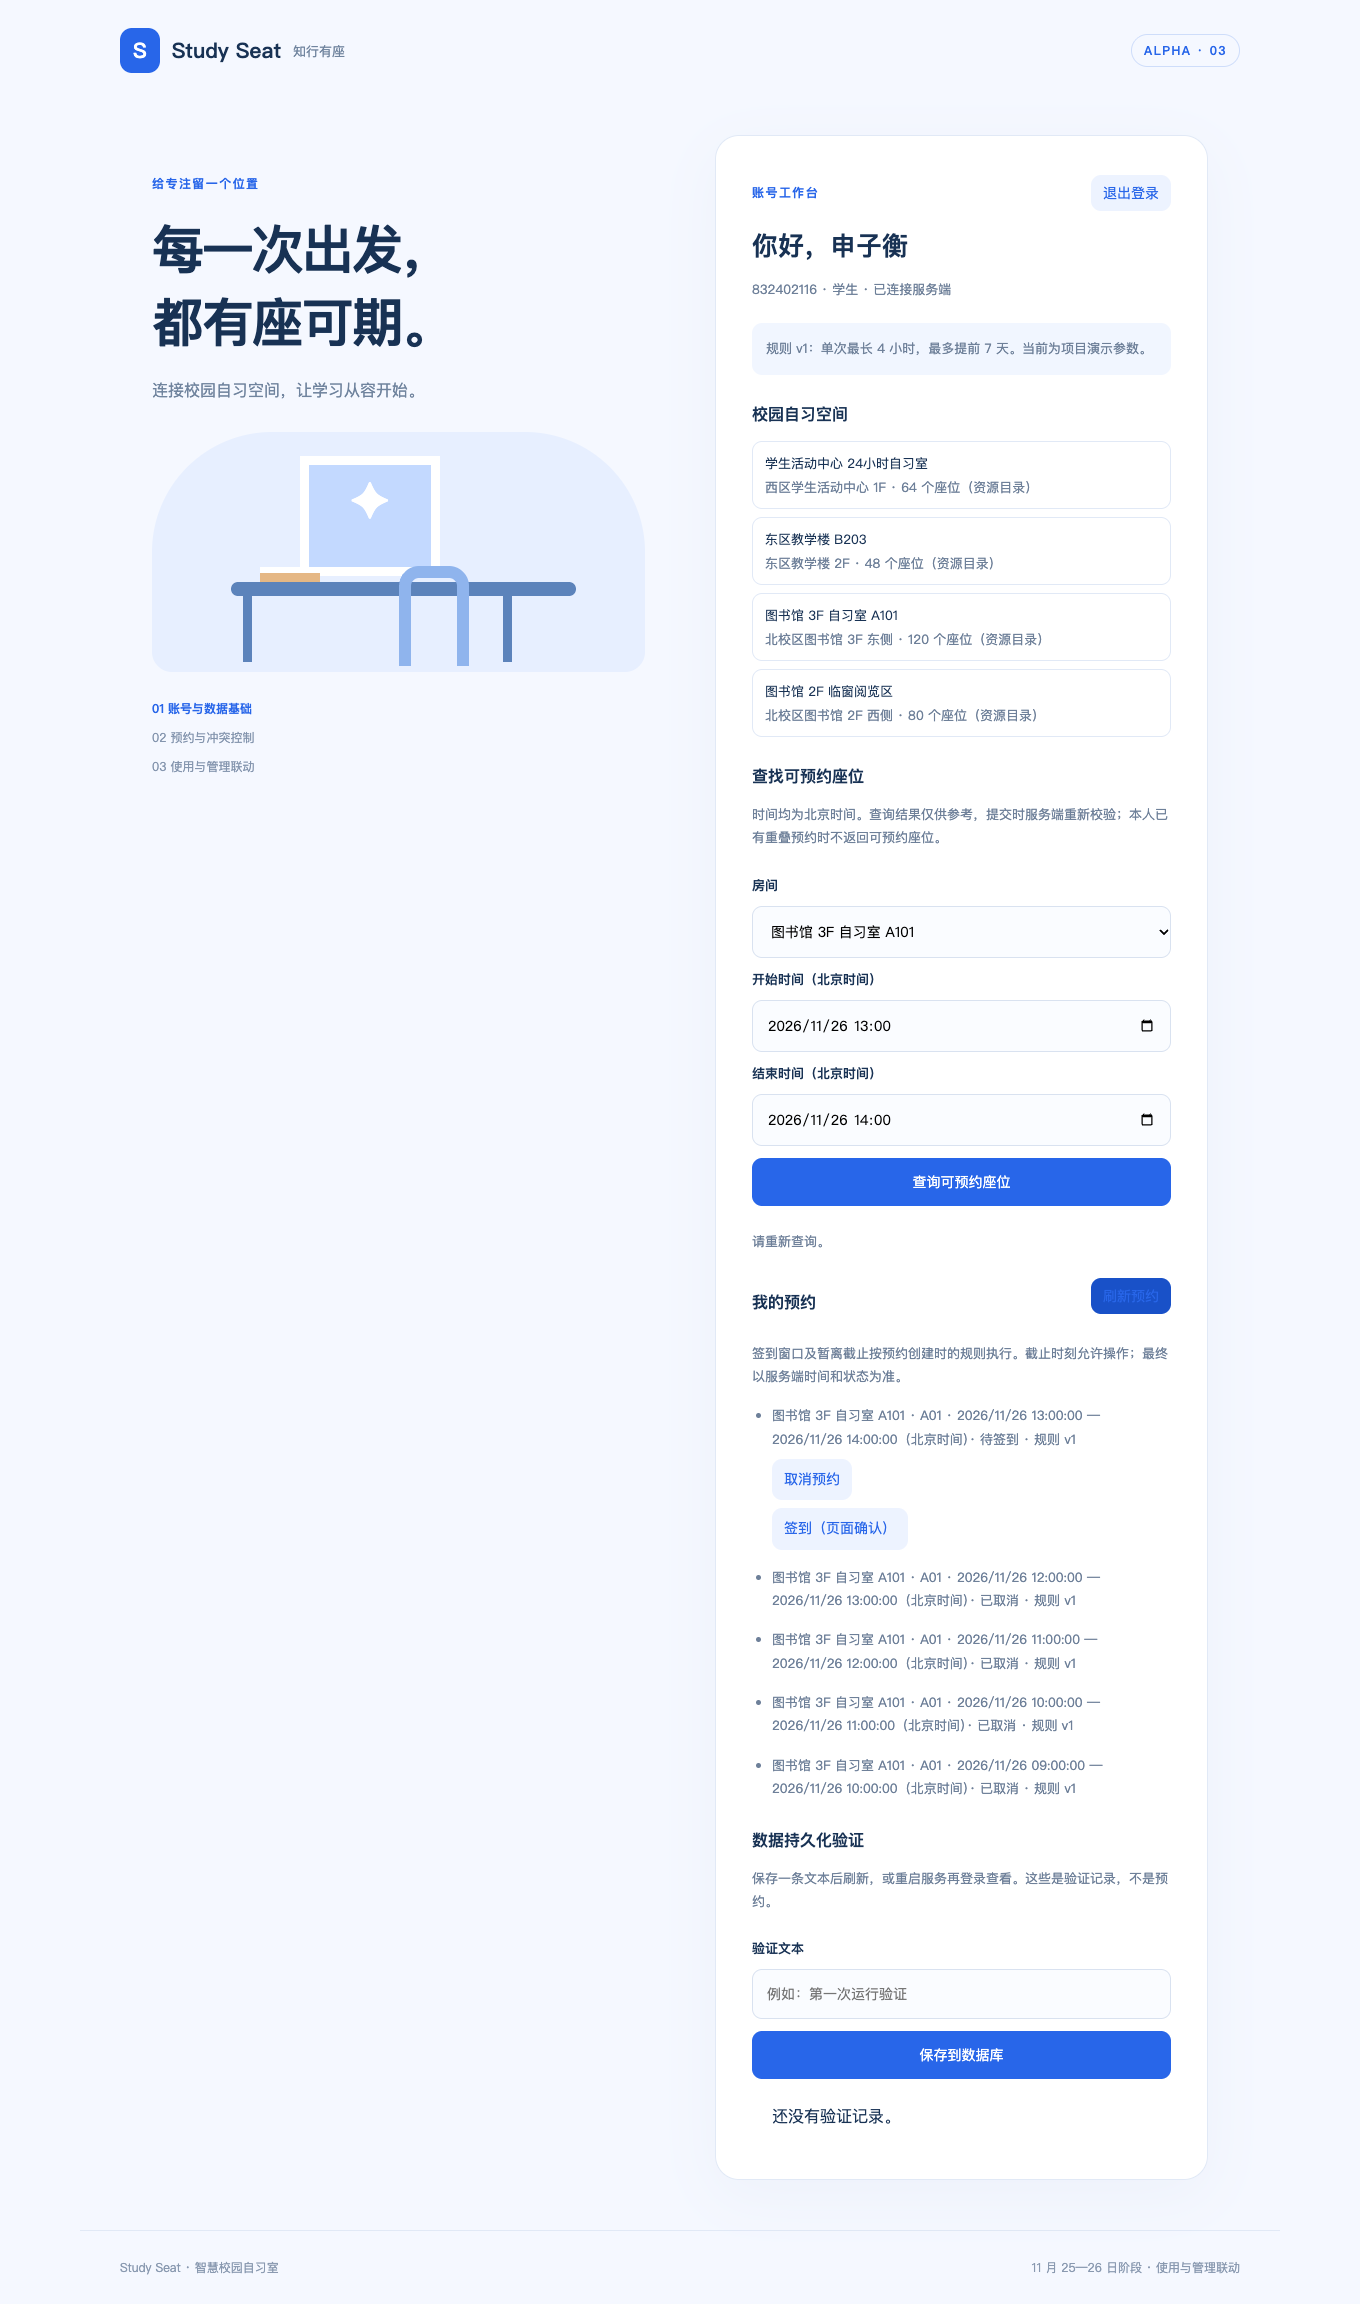 S Study Seat 知行有座
ALPHA · 03
给专注留一个位置
每一次出发，
都有座可期。
连接校园自习空间，让学习从容开始。
01 账号与数据基础
02 预约与冲突控制
03 使用与管理联动
账号工作台
退出登录
你好，申子衡
832402116 · 学生 · 已连接服务端
规则 v1：单次最长 4 小时，最多提前 7 天。当前为项目演示参数。
校园自习空间
学生活动中心 24小时自习室
西区学生活动中心 1F · 64 个座位（资源目录）
东区教学楼 B203
东区教学楼 2F · 48 个座位（资源目录）
图书馆 3F 自习室 A101
北校区图书馆 3F 东侧 · 120 个座位（资源目录）
图书馆 2F 临窗阅览区
北校区图书馆 2F 西侧 · 80 个座位（资源目录）
查找可预约座位
时间均为北京时间。查询结果仅供参考，提交时服务端重新校验；本人已
有重叠预约时不返回可预约座位。
房间
图书馆 3F 自习室 A101
开始时间（北京时间）
2026/11/26 13:00
结束时间（北京时间）
2026/11/26 14:00
查询可预约座位
请重新查询。
我的预约
刷新预约
签到窗口及暂离截止按预约创建时的规则执行。截止时刻允许操作；最终
以服务端时间和状态为准。
图书馆 3F 自习室 A101 · A01 · 2026/11/26 13:00:00 —
2026/11/26 14:00:00（北京时间）· 待签到 · 规则 v1
取消预约
签到（页面确认）
图书馆 3F 自习室 A101 · A01 · 2026/11/26 12:00:00 —
2026/11/26 13:00:00（北京时间）· 已取消 · 规则 v1
图书馆 3F 自习室 A101 · A01 · 2026/11/26 11:00:00 —
2026/11/26 12:00:00（北京时间）· 已取消 · 规则 v1
图书馆 3F 自习室 A101 · A01 · 2026/11/26 10:00:00 —
2026/11/26 11:00:00（北京时间）· 已取消 · 规则 v1
图书馆 3F 自习室 A101 · A01 · 2026/11/26 09:00:00 —
2026/11/26 10:00:00（北京时间）· 已取消 · 规则 v1
数据持久化验证
保存一条文本后刷新，或重启服务再登录查看。这些是验证记录，不是预
约。
验证文本
例如：第一次运行验证
保存到数据库
还没有验证记录。
Study Seat · 智慧校园自习室
11 月 25—26 日阶段 · 使用与管理联动